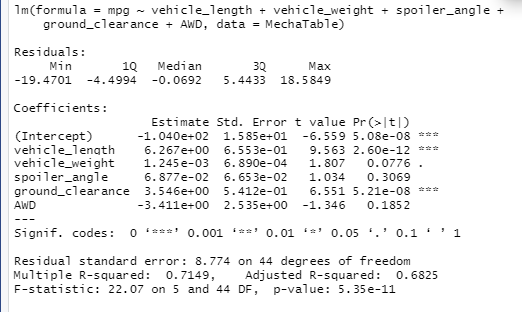 lm(formula = mpg ~ vehicle_length + vehicle_weight + spoiler_angle +
    ground_clearance + AWD, data = MechaTable)

Residuals:
     Min       1Q   Median       3Q      Max
-19.4701  -4.4994  -0.0692   5.4433  18.5849

Coefficients:
                   Estimate Std. Error t value Pr(>|t|)
(Intercept)      -1.040e+02  1.585e+01  -6.559 5.08e-08 ***
vehicle_length    6.267e+00  6.553e-01   9.563 2.60e-12 ***
vehicle_weight    1.245e-03  6.890e-04   1.807   0.0776 .
spoiler_angle     6.877e-02  6.653e-02   1.034   0.3069
ground_clearance  3.546e+00  5.412e-01   6.551 5.21e-08 ***
AWD              -3.411e+00  2.535e+00  -1.346   0.1852
---
Signif. codes:  0 ‘***’ 0.001 ‘**’ 0.01 ‘*’ 0.05 ‘.’ 0.1 ‘ ’ 1

Residual standard error: 8.774 on 44 degrees of freedom
Multiple R-squared:  0.7149,	Adjusted R-squared:  0.6825
F-statistic: 22.07 on 5 and 44 DF,  p-value: 5.35e-11